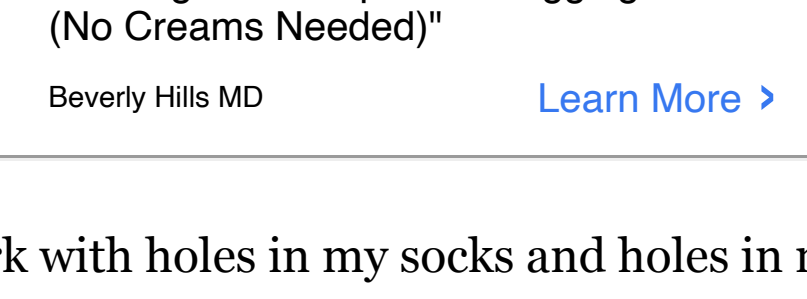 (No Creams Needed)"
Beverly Hills MD
Learn More
with holes in my socks and holes in